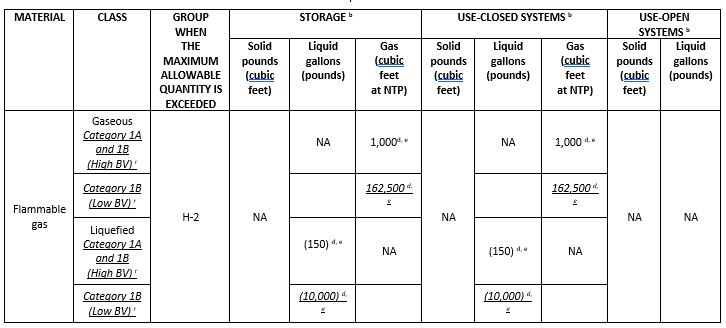 MATERIAL CLASS GROUP WHEN THE MAXIMUM ALLOWABLE QUANTITY IS EXCEEDED STORAGE ᵇ USE-CLOSED SYSTEMS ᵇ USE-OPEN SYSTEMS ᵇ
Solid pounds (cubic feet) Liquid gallons (pounds) Gas (cubic feet at NTP) Solid pounds (cubic feet) Liquid gallons (pounds) Gas (cubic feet at NTP) Solid pounds (cubic feet) Liquid gallons (pounds)
Flammable gas
Gaseous
Category 1A
and 1B
(High BV) ʳ
H-2
NA
NA
1,000ᵈ, ᵉ
NA
NA
1,000 ᵈ, ᵉ
NA
NA
Category 1B
(Low BV) ʳ
162,500 ᵈ, ᵉ
162,500 ᵈ, ᵉ
Liquefied
Category 1A
and 1B
(High BV) ʳ
(150) ᵈ, ᵉ
NA
(150) ᵈ, ᵉ
NA
Category 1B
(Low BV) ʳ
(10,000) ᵈ, ᵉ
(10,000) ᵈ, ᵉ